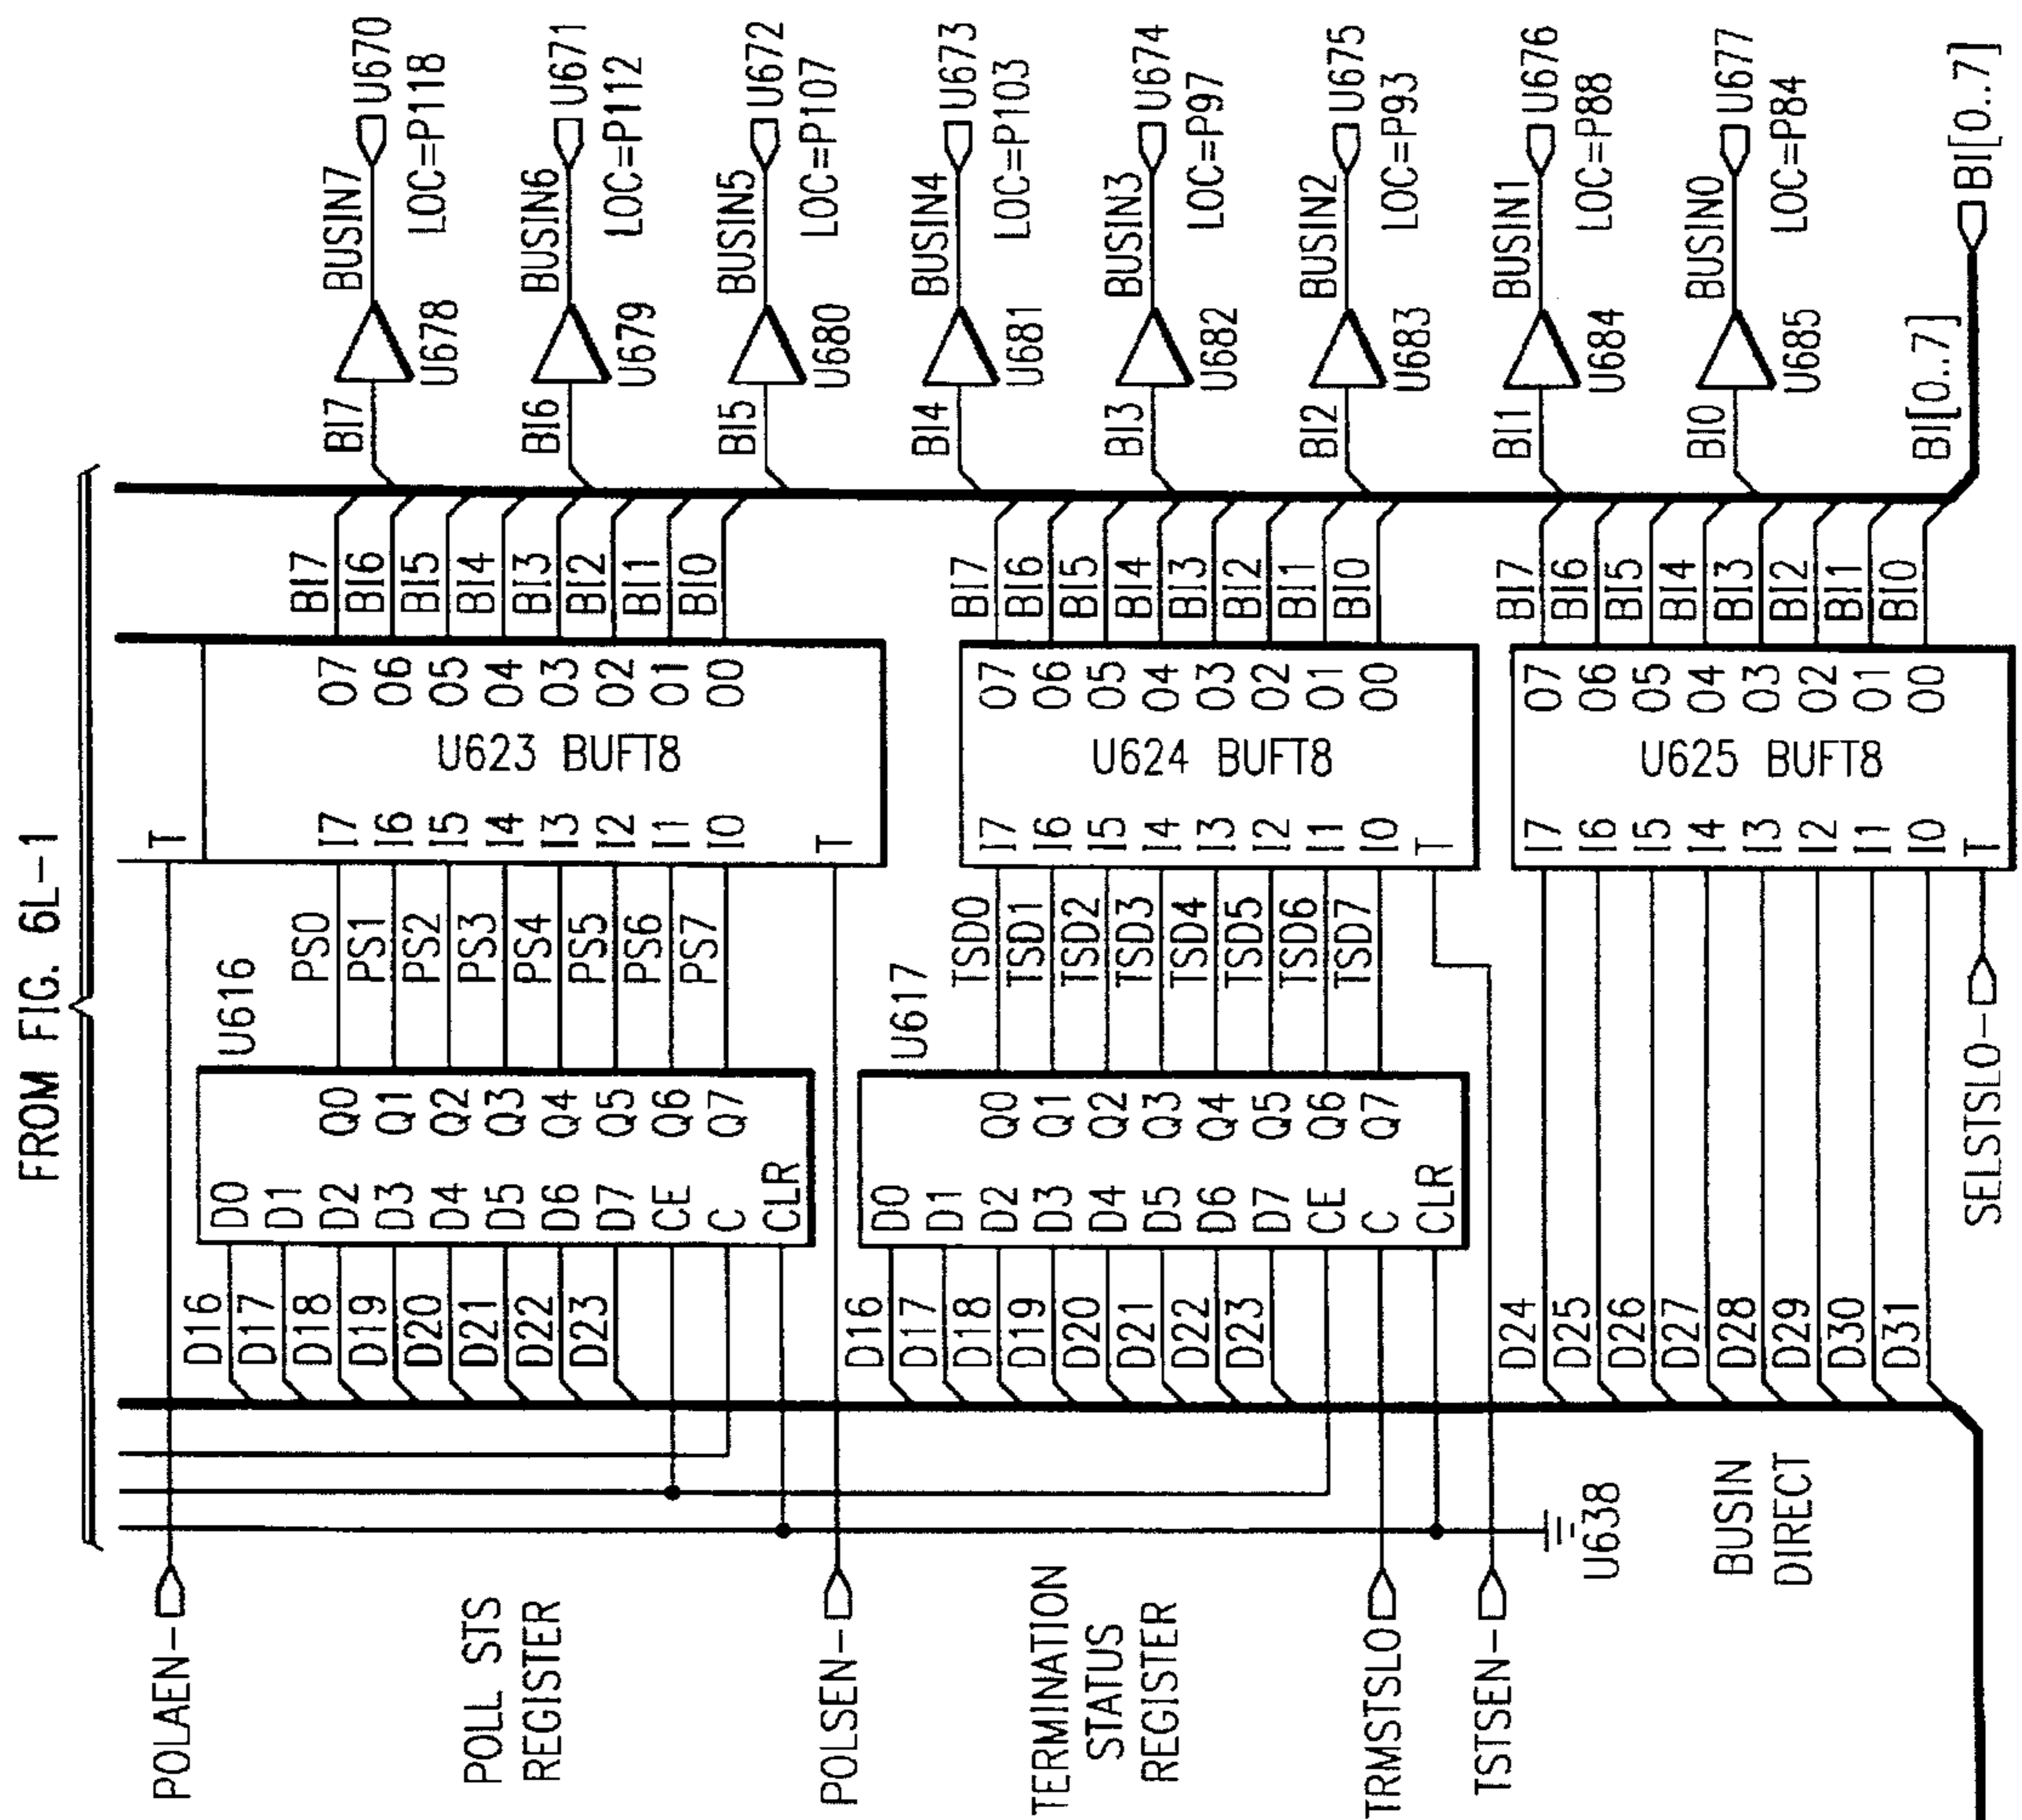 FROM FIG. 6L-1
BI7
BUSIN7
U670
U678
LOC=P118
BI6
BUSIN6
U671
U679
LOC=P112
BI5
BUSIN5
U672
U680
LOC=P107
BI4
BUSIN4
U673
U681
LOC=P103
BI3
BUSIN3
U674
U682
LOC=P97
BI2
BUSIN2
U675
U683
LOC=P93
BI1
BUSIN1
U676
U684
LOC=P88
BI0
BUSIN0
U677
U685
LOC=P84
BI[0..7]
BI[0..7]
POLAEN-
T
POLL STS
REGISTER
D16
D17
D18
D19
D20
D21
D22
D23
U616
D0
D1
D2
D3
D4
D5
D6
D7
CE
C
CLR
Q0
Q1
Q2
Q3
Q4
Q5
Q6
Q7
PS0
PS1
PS2
PS3
PS4
PS5
PS6
PS7
I7
I6
I5
I4
I3
I2
I1
I0
T
U623 BUFT8
O7
O6
O5
O4
O3
O2
O1
O0
BI7
BI6
BI5
BI4
BI3
BI2
BI1
BI0
POLSEN-
TERMINATION
STATUS
REGISTER
D16
D17
D18
D19
D20
D21
D22
D23
U617
D0
D1
D2
D3
D4
D5
D6
D7
CE
C
CLR
Q0
Q1
Q2
Q3
Q4
Q5
Q6
Q7
TSD0
TSD1
TSD2
TSD3
TSD4
TSD5
TSD6
TSD7
I7
I6
I5
I4
I3
I2
I1
I0
T
U624 BUFT8
O7
O6
O5
O4
O3
O2
O1
O0
BI7
BI6
BI5
BI4
BI3
BI2
BI1
BI0
TRMSTSLO
TSTSEN-
U638
BUSIN
DIRECT
D24
D25
D26
D27
D28
D29
D30
D31
SELSTSLO-
I7
I6
I5
I4
I3
I2
I1
I0
T
U625 BUFT8
O7
O6
O5
O4
O3
O2
O1
O0
BI7
BI6
BI5
BI4
BI3
BI2
BI1
BI0